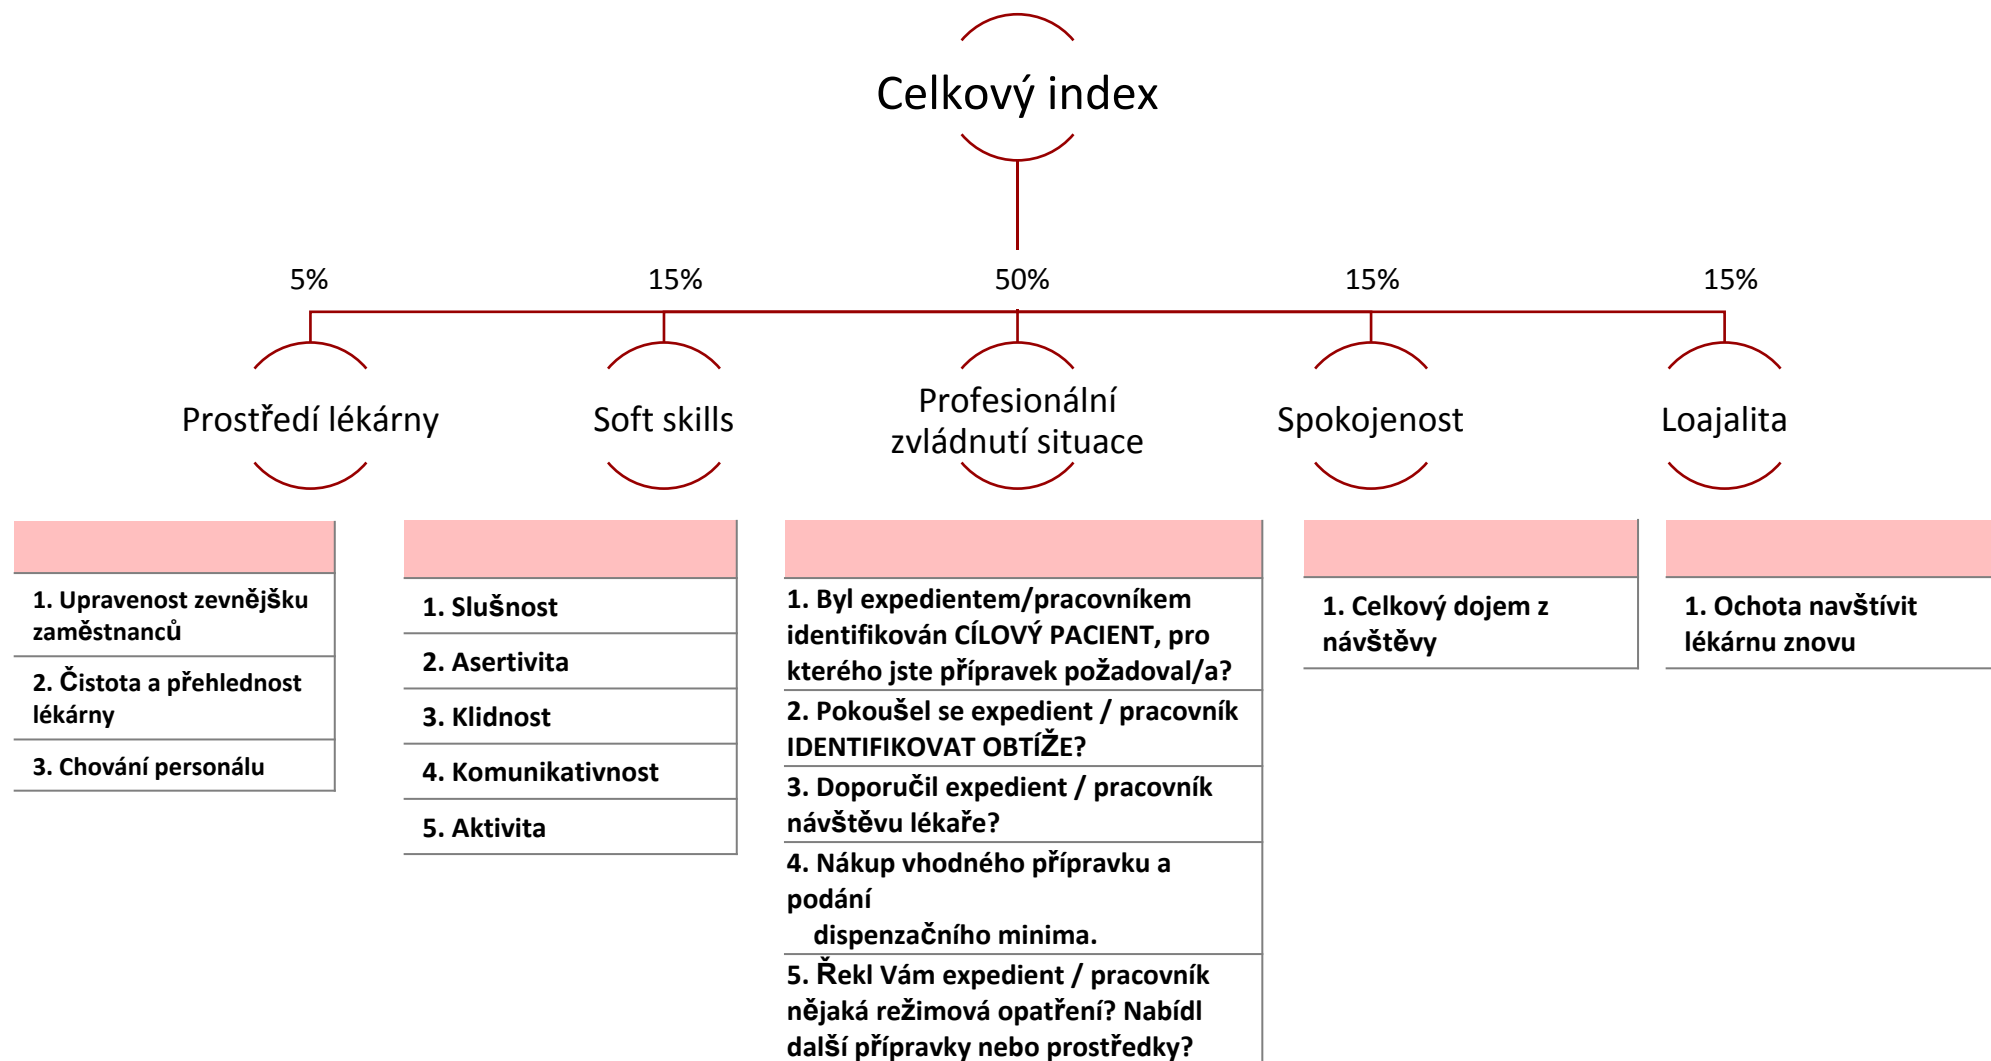 Celkový index
5%
15%
50%
15%
15%
Prostředí lékárny
Soft skills
Profesionální
zvládnutí situace
Spokojenost
Loajalita
1. Upravenost zevnějšku
zaměstnanců
2. Čistota a přehlednost
lékárny
3. Chování personálu
1. Slušnost
2. Asertivita
3. Klidnost
4. Komunikativnost
5. Aktivita
1. Byl expedientem/pracovníkem
identifikován CÍLOVÝ PACIENT, pro
kterého jste přípravek požadoval/a?
2. Pokoušel se expedient / pracovník
IDENTIFIKOVAT OBTÍŽE?
3. Doporučil expedient / pracovník
návštěvu lékaře?
4. Nákup vhodného přípravku a
podání
dispenzačního minima.
5. Řekl Vám expedient / pracovník
nějaká režimová opatření? Nabídl
další přípravky nebo prostředky?
1. Celkový dojem z
návštěvy
1. Ochota navštívit
lékárnu znovu